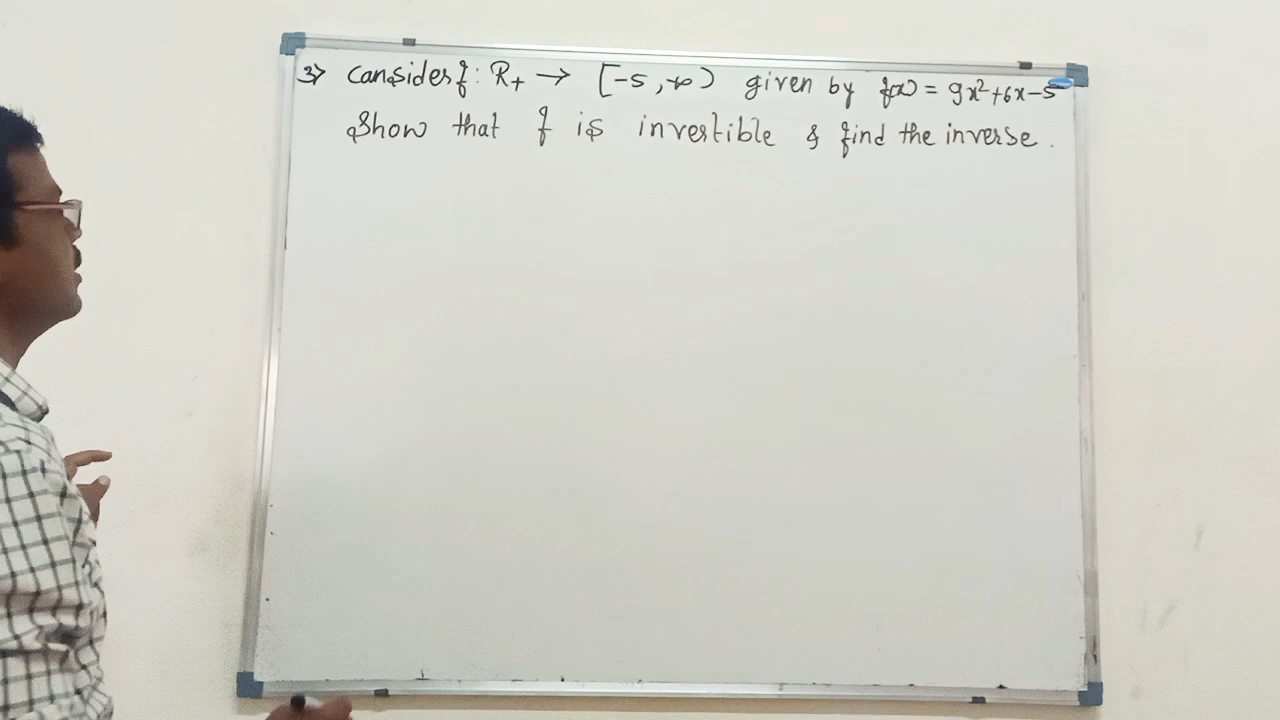 3) Consider f: R+ → [-5, ∞) given by f(x) = 9x²+6x-5
Show that f is invertible & find the inverse.